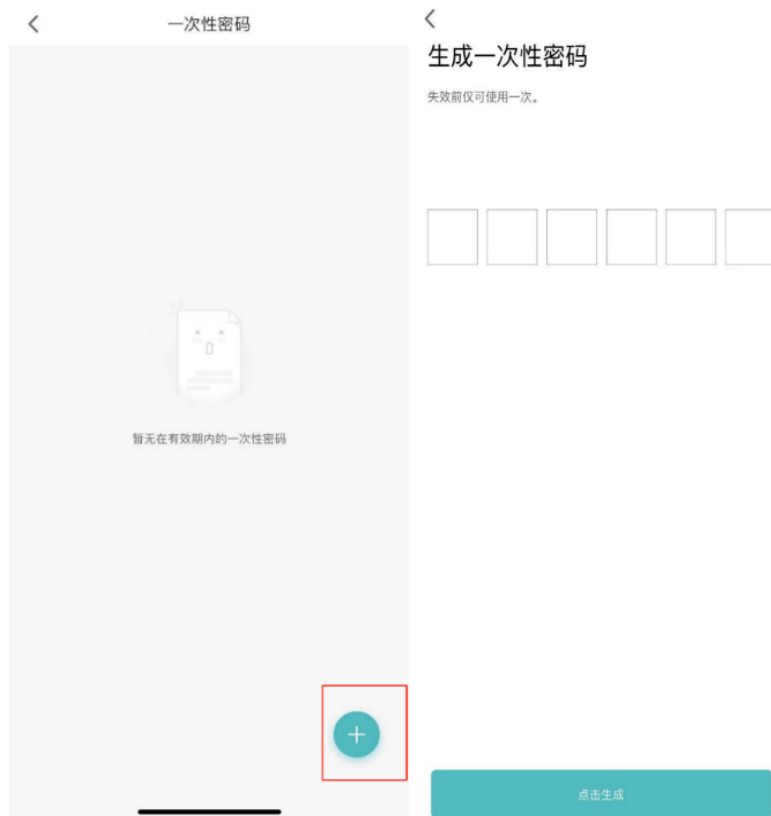 一次性密码
暂无在有效期内的一次性密码
生成一次性密码
失效前仅可使用一次。
点击生成